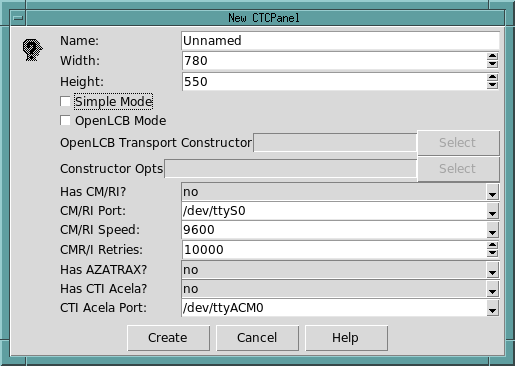 New CTCPanel
Name: Unnamed
Width: 780
Height: 550
Simple Mode
OpenLCB Mode
OpenLCB Transport Constructor Select
Constructor Opts Select
Has CM/RI? no
CM/RI Port: /dev/ttyS0
CM/RI Speed: 9600
CMR/I Retries: 10000
Has AZATRAX? no
Has CTI Acela? no
CTI Acela Port: /dev/ttyACM0
Create Cancel Help